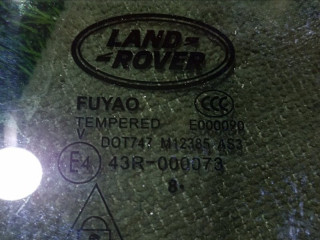 LAND-
ROVER
FUYAO CCC
TEMPERED E000090
V DOT747 M12385 AS3
E4 43R-000073
8.